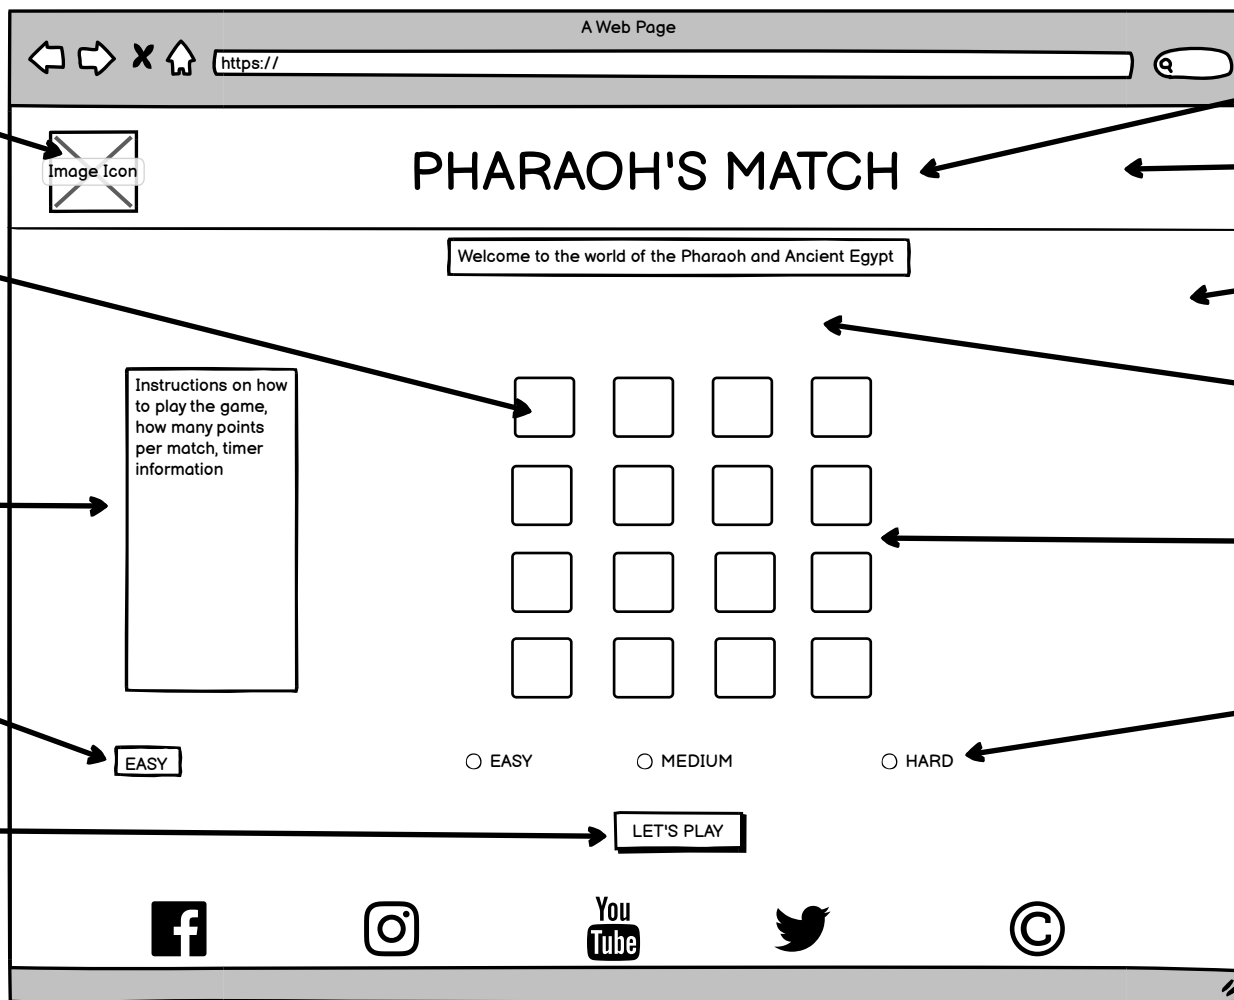 A Web Page
https://
Image Icon
PHARAOH'S MATCH
Welcome to the world of the Pharaoh and Ancient Egypt
Instructions on how
to play the game,
how many points
per match, timer
information
EASY
EASY
MEDIUM
HARD
LET'S PLAY
You
Tube